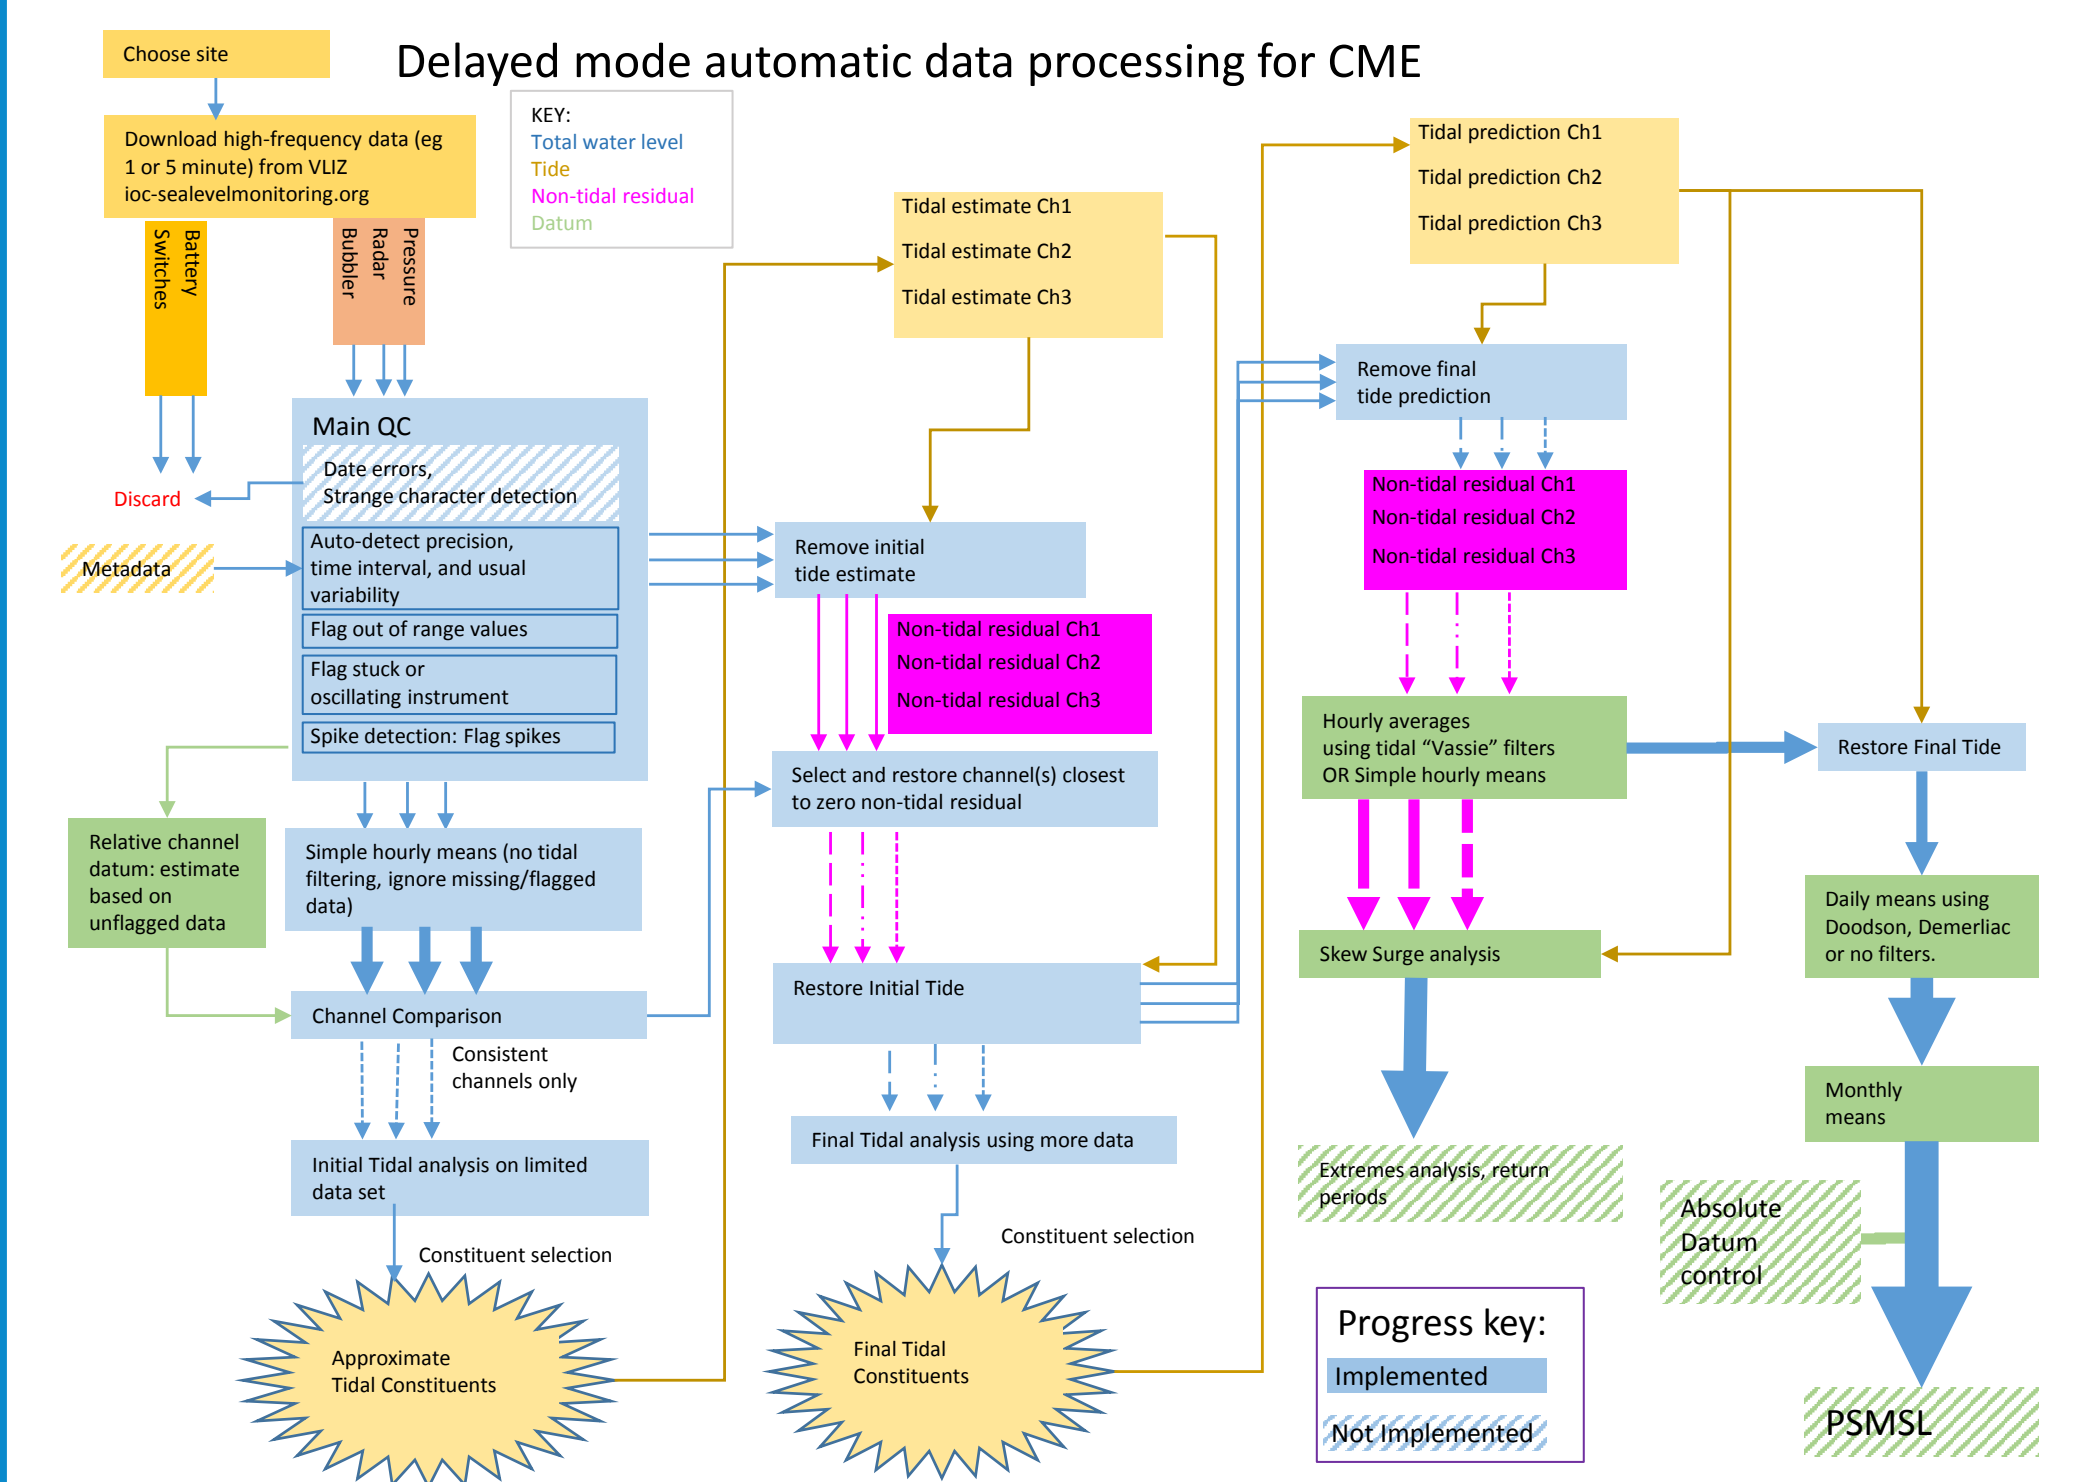 Delayed mode automatic data processing for CME
Choose site
Download high-frequency data (eg
1 or 5 minute) from VLIZ
ioc-sealevelmonitoring.org
KEY:
Total water level
Tide
Non-tidal residual
Datum
Battery
Switches
Pressure
Radar
Bubbler
Main QC
Date errors,
Strange character detection
Discard
Metadata
Auto-detect precision,
time interval, and usual
variability
Flag out of range values
Flag stuck or
oscillating instrument
Spike detection: Flag spikes
Relative channel
datum: estimate
based on
unflagged data
Simple hourly means (no tidal
filtering, ignore missing/flagged
data)
Channel Comparison
Consistent
channels only
Initial Tidal analysis on limited
data set
Constituent selection
Approximate
Tidal Constituents
Tidal estimate Ch1
Tidal estimate Ch2
Tidal estimate Ch3
Remove initial
tide estimate
Non-tidal residual Ch1
Non-tidal residual Ch2
Non-tidal residual Ch3
Select and restore channel(s) closest
to zero non-tidal residual
Restore Initial Tide
Final Tidal analysis using more data
Constituent selection
Final Tidal
Constituents
Tidal prediction Ch1
Tidal prediction Ch2
Tidal prediction Ch3
Remove final
tide prediction
Non-tidal residual Ch1
Non-tidal residual Ch2
Non-tidal residual Ch3
Hourly averages
using tidal “Vassie” filters
OR Simple hourly means
Skew Surge analysis
Extremes analysis, return
periods
Restore Final Tide
Daily means using
Doodson, Demerliac
or no filters.
Monthly
means
Absolute
Datum
control
PSMSL
Progress key:
Implemented
Not Implemented